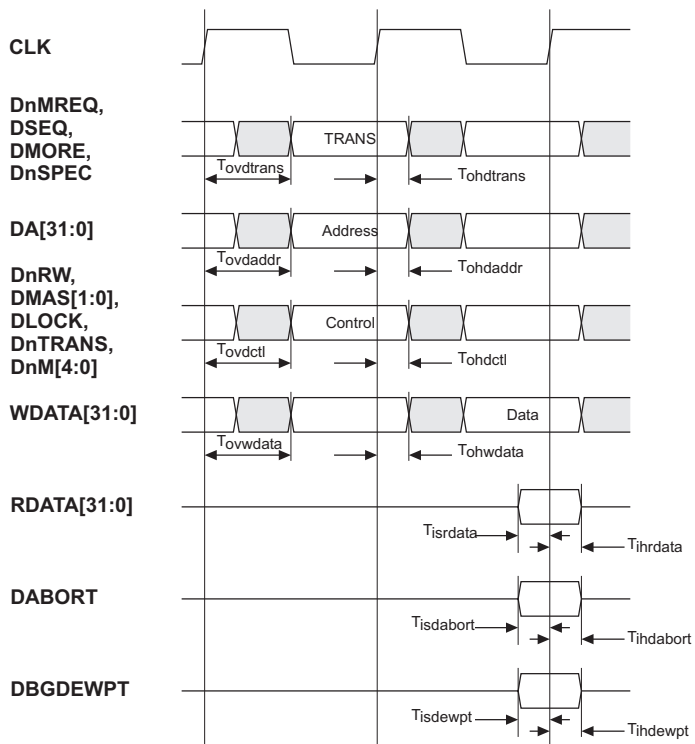 CLK
DnMREQ,
DSEQ,
DMORE,
DnSPEC
TRANS
Tovdtrans
Tohdtrans
DA[31:0]
Address
Tovdaddr
Tohdaddr
DnRW,
DMAS[1:0],
DLOCK,
DnTRANS,
DnM[4:0]
Control
Tovdctl
Tohdctl
WDATA[31:0]
Data
Tovwdata
Tohwdata
RDATA[31:0]
Tisrdata
Tihrdata
DABORT
Tisdabort
Tihdabort
DBGDEWPT
Tisdewpt
Tihdewpt